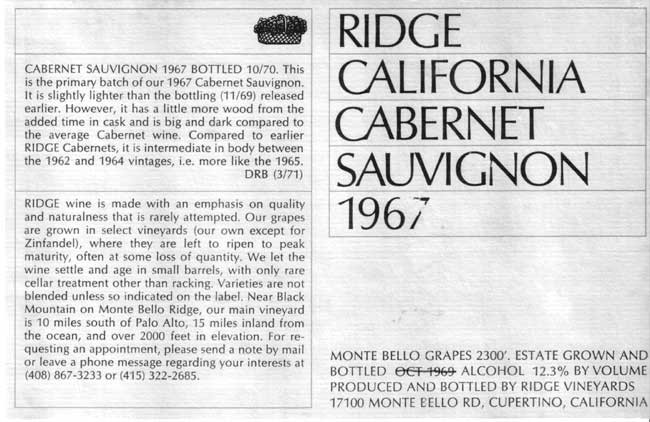 CABERNET SAUVIGNON 1967 BOTTLED 10/70. This
is the primary batch of our 1967 Cabernet Sauvignon.
It is slightly lighter than the bottling (11/69) released
earlier. However, it has a little more wood from the
added time in cask and is big and dark compared to
the average Cabernet wine. Compared to earlier
RIDGE Cabernets, it is intermediate in body between
the 1962 and 1964 vintages, i.e. more like the 1965.
DRB (3/71)
RIDGE wine is made with an emphasis on quality
and naturalness that is rarely attempted. Our grapes
are grown in select vineyards (our own except for
Zinfandel), where they are left to ripen to peak
maturity, often at some loss of quantity. We let the
wine settle and age in small barrels, with only rare
cellar treatment other than racking. Varieties are not
blended unless so indicated on the label. Near Black
Mountain on Monte Bello Ridge, our main vineyard
is 10 miles south of Palo Alto, 15 miles inland from
the ocean, and over 2000 feet in elevation. For re-
questing an appointment, please send a note by mail
or leave a phone message regarding your interests at
(408) 867-3233 or (415) 322-2685.
RIDGE
CALIFORNIA
CABERNET
SAUVIGNON
1967
MONTE BELLO GRAPES 2300'. ESTATE GROWN AND
BOTTLED OCT 1969 ALCOHOL 12.3% BY VOLUME
PRODUCED AND BOTTLED BY RIDGE VINEYARDS
17100 MONTE BELLO RD, CUPERTINO, CALIFORNIA